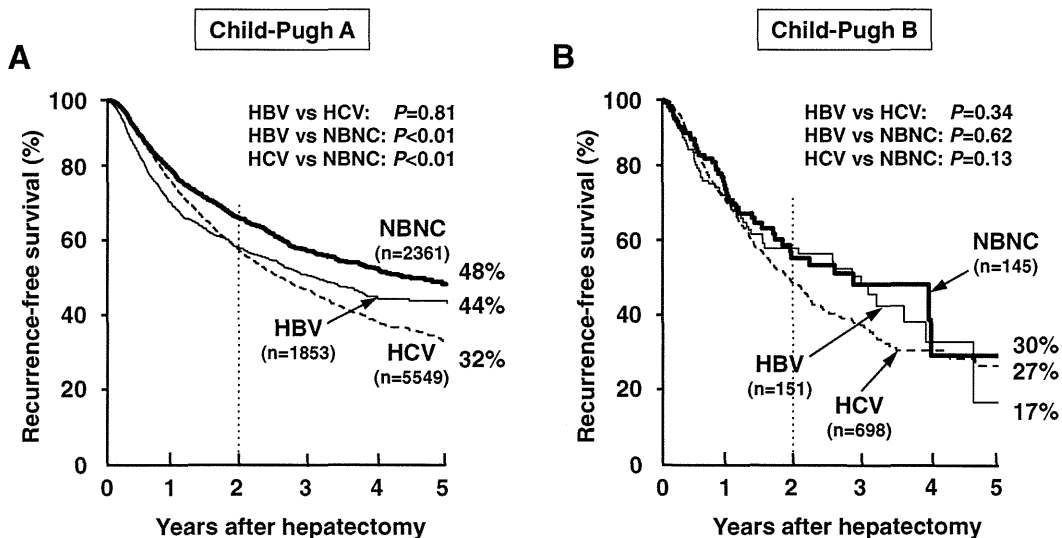 Child-Pugh A
A
HBV vs HCV: P=0.81
HBV vs NBNC: P<0.01
HCV vs NBNC: P<0.01
Recurrence-free survival (%)
100
80
60
40
20
0
NBNC
(n=2361)
48%
44%
HBV
(n=1853)
HCV
(n=5549)
32%
0 1 2 3 4 5
Years after hepatectomy
Child-Pugh B
B
HBV vs HCV: P=0.34
HBV vs NBNC: P=0.62
HCV vs NBNC: P=0.13
Recurrence-free survival (%)
100
80
60
40
20
0
NBNC
(n=145)
HBV
(n=151)
HCV
(n=698)
30%
27%
17%
0 1 2 3 4 5
Years after hepatectomy